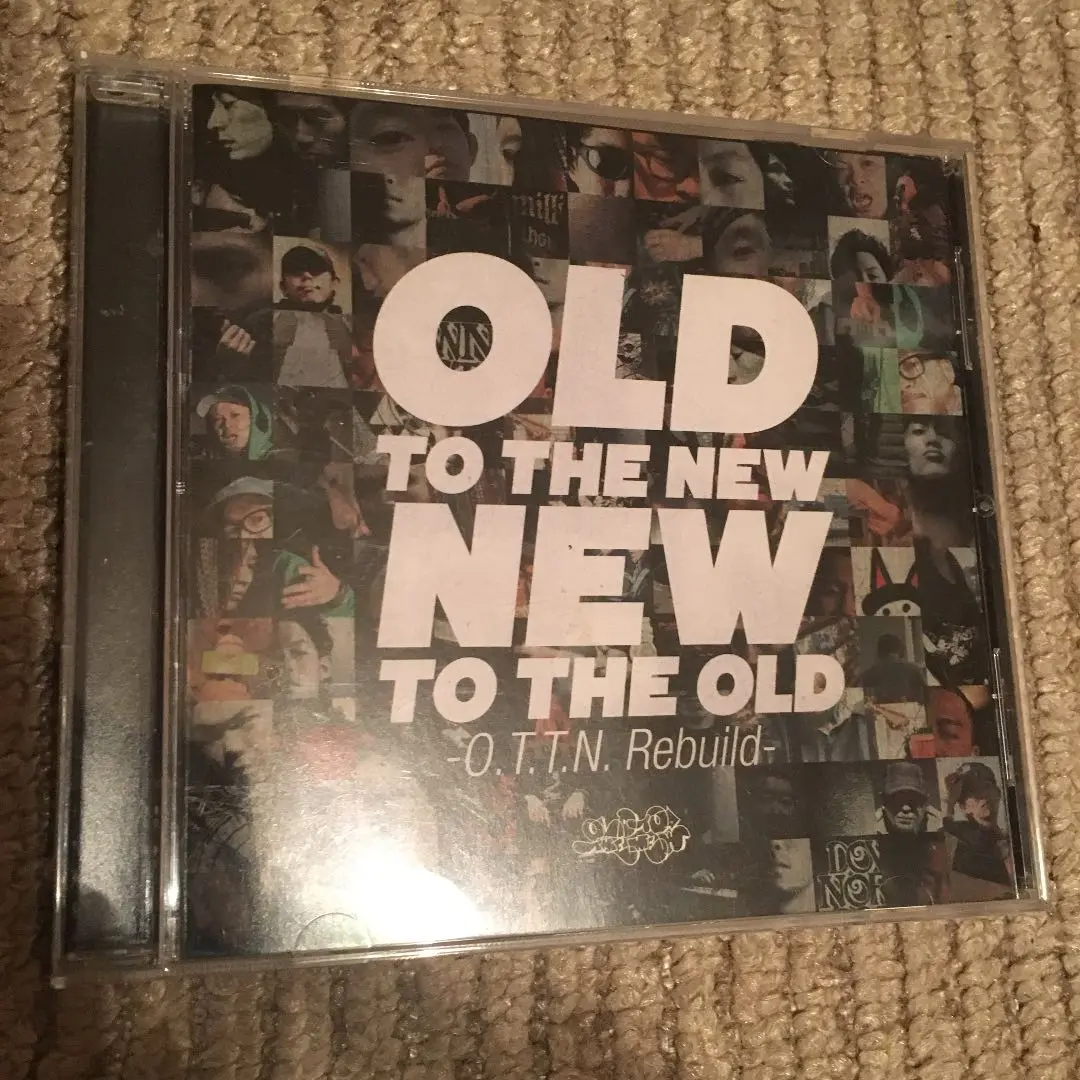 OLD
TO THE NEW
NEW
TO THE OLD
-O.T.T.N. Rebuild-